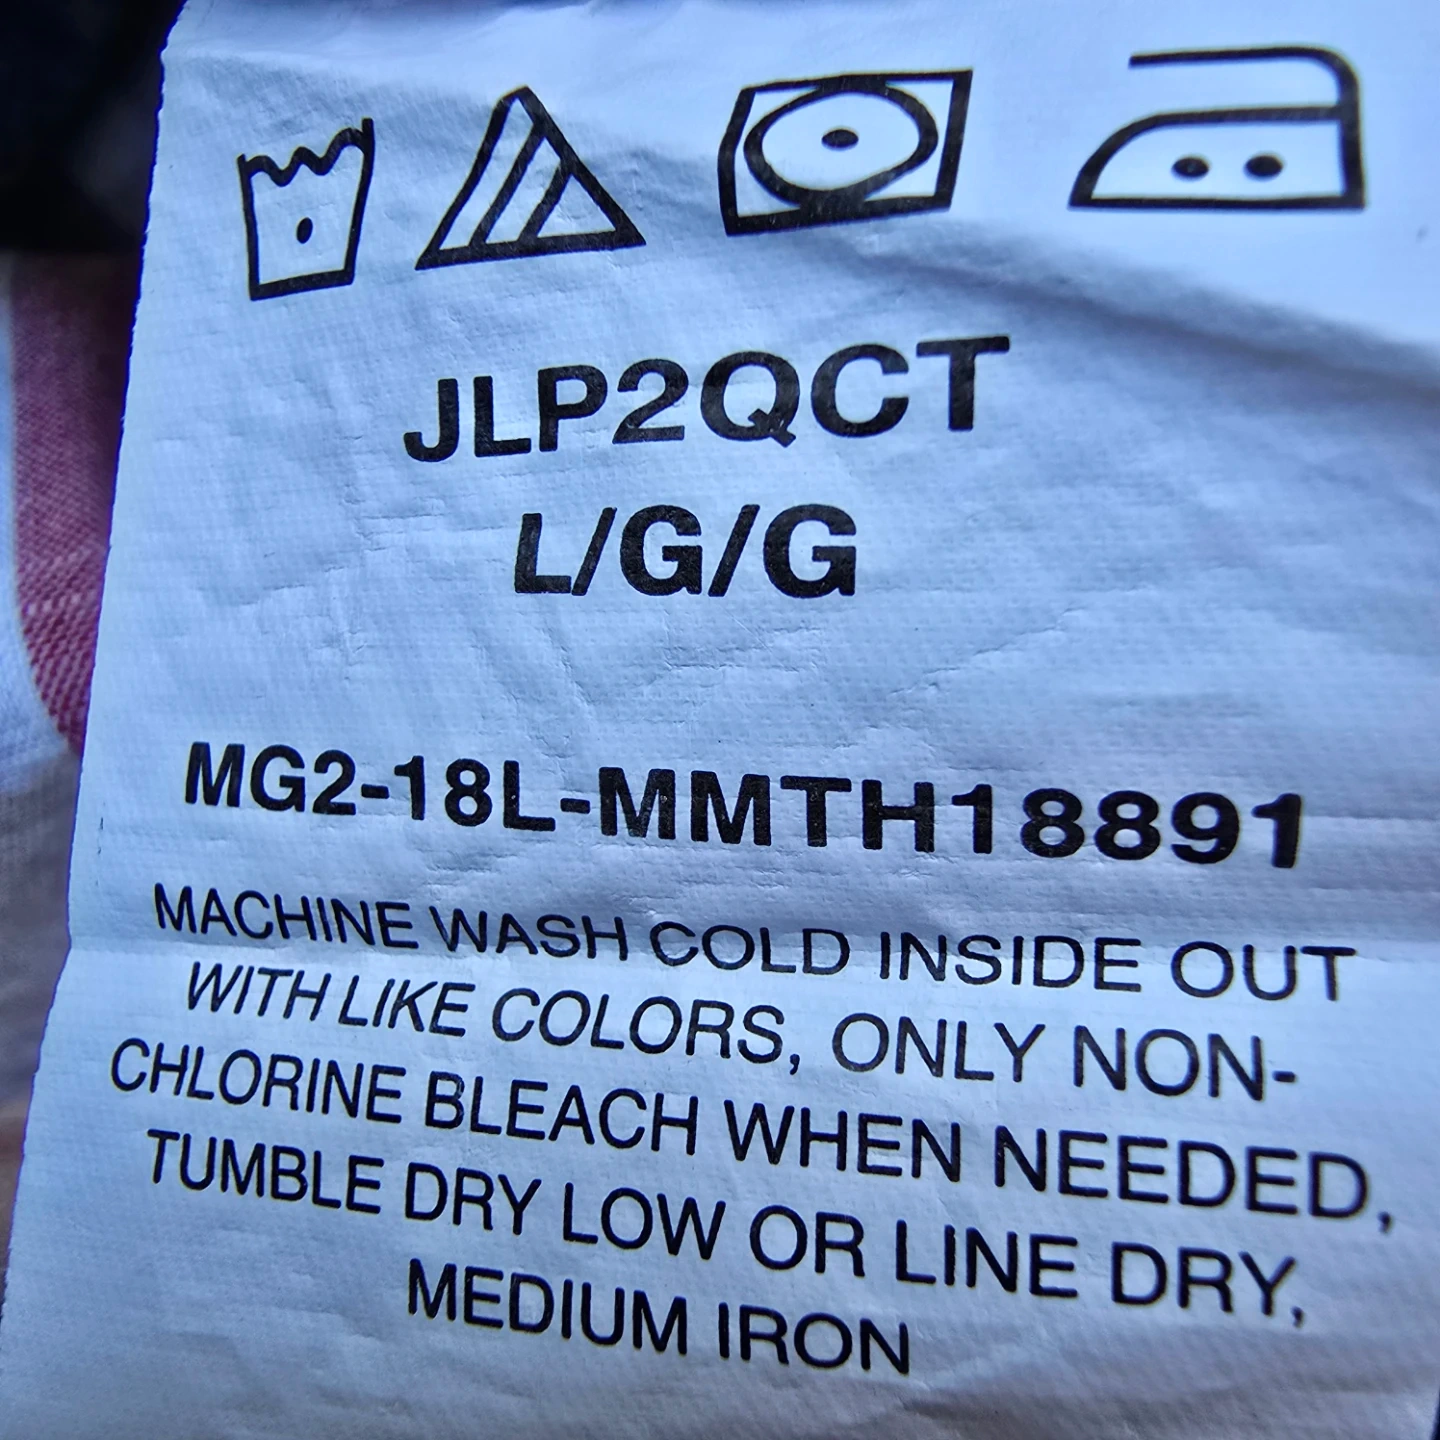 JLP2QCT
L/G/G
MG2-18L-MMTH18891
MACHINE WASH COLD INSIDE OUT
WITH LIKE COLORS, ONLY NON-
CHLORINE BLEACH WHEN NEEDED,
TUMBLE DRY LOW OR LINE DRY,
MEDIUM IRON